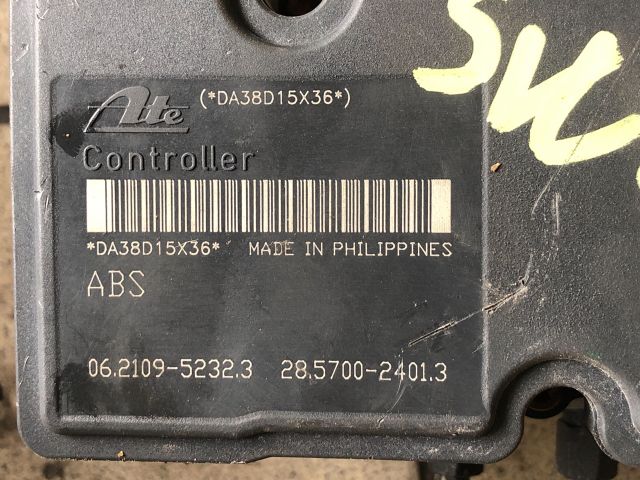 Ate (*DA38D15X36*)
Controller
*DA38D15X36* MADE IN PHILIPPINES
ABS
06.2109-5232.3 28.5700-2401.3